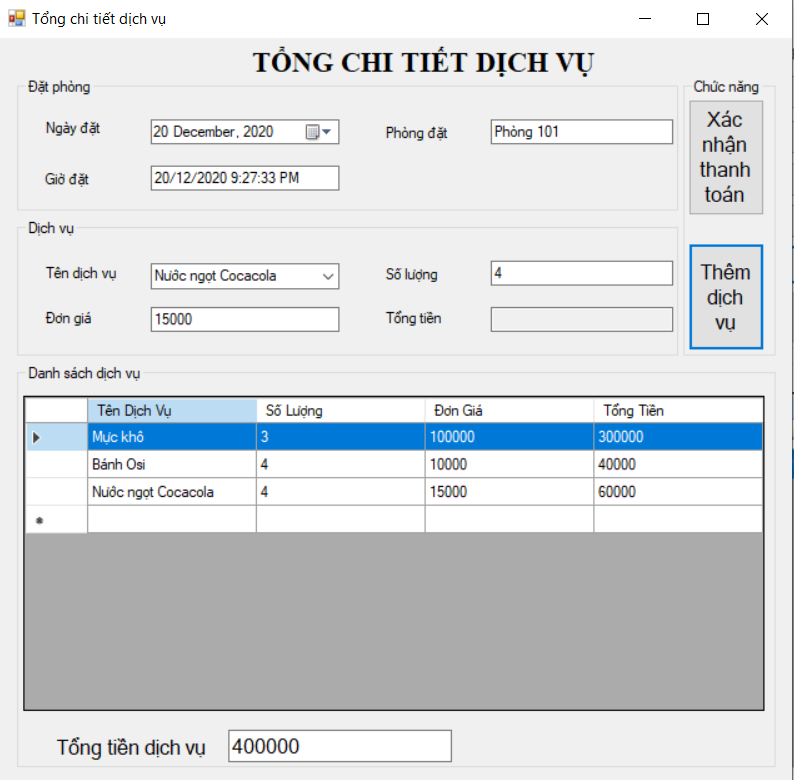 Tổng chi tiết dịch vụ
TỔNG CHI TIẾT DỊCH VỤ
Đặt phòng
Chức năng
Ngày đặt
20 December, 2020
Phòng đặt
Phòng 101
Giờ đặt
20/12/2020 9:27:33 PM
Xác
nhận
thanh
toán
Dịch vụ
Tên dịch vụ
Nước ngọt Cocacola
Số lượng
4
Đơn giá
15000
Tổng tiền
Thêm
dịch
vụ
Danh sách dịch vụ
Tên Dịch Vụ Số Lượng Đơn Giá Tổng Tiền
Mực khô 3 100000 300000
Bánh Osi 4 10000 40000
Nước ngọt Cocacola 4 15000 60000
Tổng tiền dịch vụ 400000